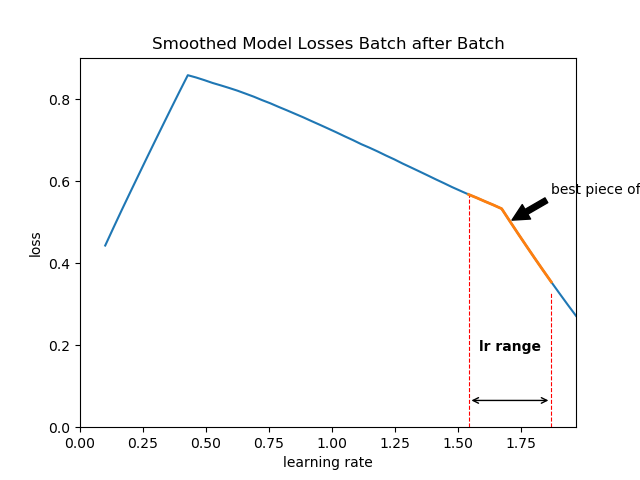 Smoothed Model Losses Batch after Batch
0.8
0.6
0.4
0.2
0.0
loss
best piece of
lr range
0.00 0.25 0.50 0.75 1.00 1.25 1.50 1.75
learning rate